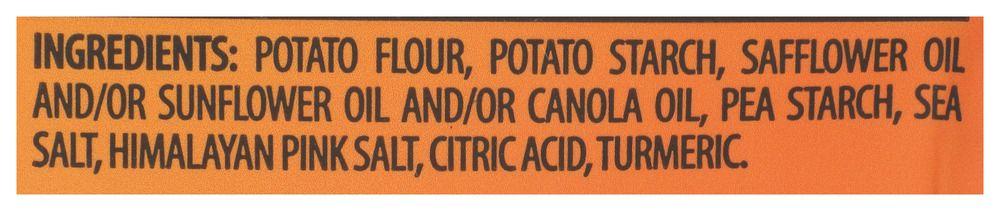 INGREDIENTS: POTATO FLOUR, POTATO STARCH, SAFFLOWER OIL
AND/OR SUNFLOWER OIL AND/OR CANOLA OIL, PEA STARCH, SEA
SALT, HIMALAYAN PINK SALT, CITRIC ACID, TURMERIC.